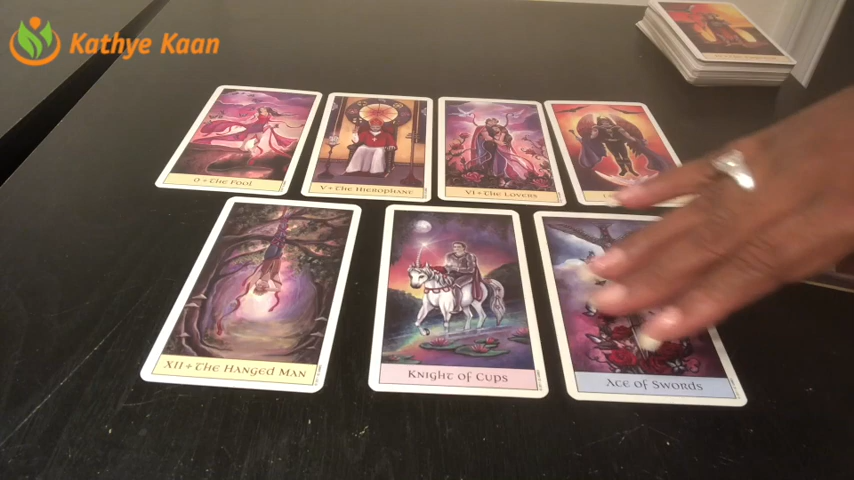 Kathye Kaan
0 • The Fool
V • The Hierophant
VI • The Lovers
XII • The Hanged Man
Knight of Cups
Ace of Swords